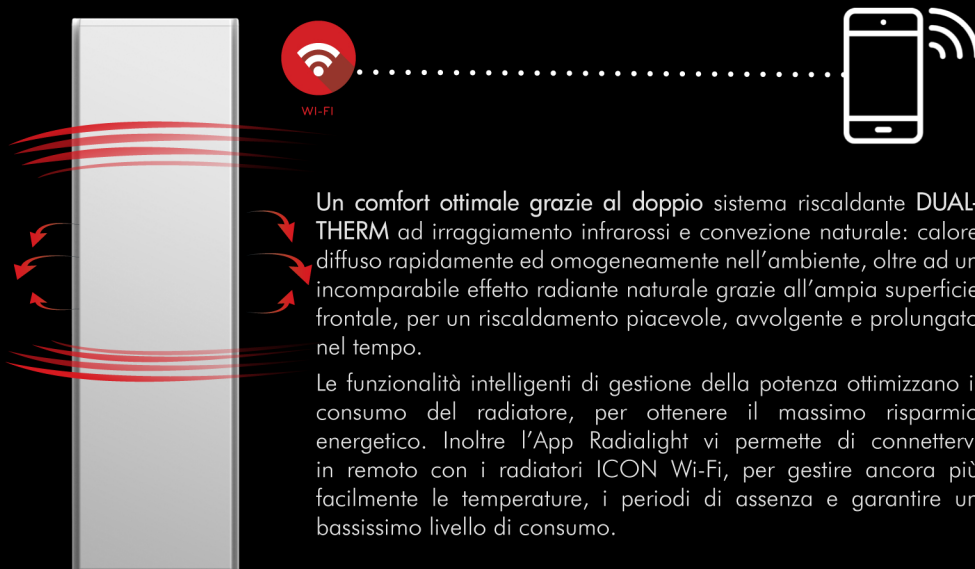 WI-FI
Un comfort ottimale grazie al doppio sistema riscaldante DUAL-
THERM ad irraggiamento infrarossi e convezione naturale: calore
diffuso rapidamente ed omogeneamente nell'ambiente, oltre ad un
incomparabile effetto radiante naturale grazie all'ampia superficie
frontale, per un riscaldamento piacevole, avvolgente e prolungato
nel tempo.
Le funzionalità intelligenti di gestione della potenza ottimizzano i
consumo del radiatore, per ottenere il massimo risparmio
energetico. Inoltre l'App Radialight vi permette di connetterv
in remoto con i radiatori ICON Wi-Fi, per gestire ancora più
facilmente le temperature, i periodi di assenza e garantire un
bassissimo livello di consumo.